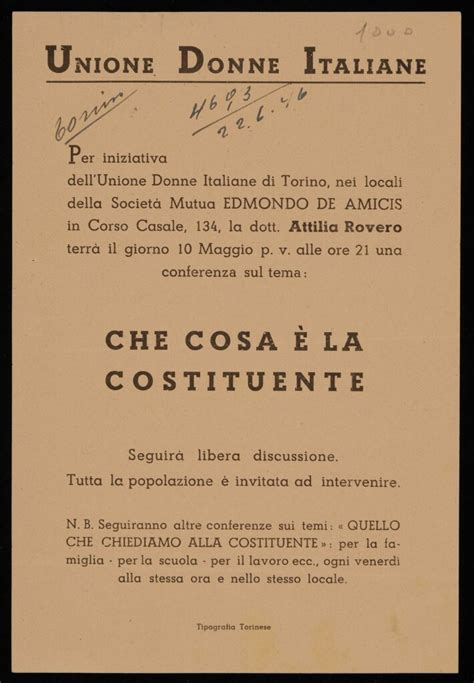 1000
UNIONE DONNE ITALIANE
Torino
4693
22.6.46
Per iniziativa
dell'Unione Donne Italiane di Torino, nei locali
della Società Mutua EDMONDO DE AMICIS
in Corso Casale, 134, la dott. Attilia Rovero
terrà il giorno 10 Maggio p. v. alle ore 21 una
conferenza sul tema:
CHE COSA È LA
COSTITUENTE
Seguirà libera discussione.
Tutta la popolazione è invitata ad intervenire.
N. B. Seguiranno altre conferenze sui temi: « QUELLO
CHE CHIEDIAMO ALLA COSTITUENTE »: per la fa-
miglia - per la scuola - per il lavoro ecc., ogni venerdì
alla stessa ora e nello stesso locale.
Tipografia Torinese